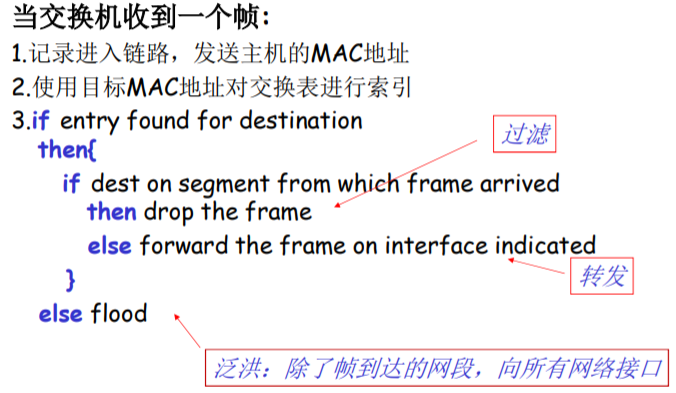 当交换机收到一个帧:
1.记录进入链路，发送主机的MAC地址
2.使用目标MAC地址对交换表进行索引
3.if entry found for destination
过滤
then{
if dest on segment from which frame arrived
then drop the frame
else forward the frame on interface indicated
转发
}
else flood
泛洪：除了帧到达的网段，向所有网络接口